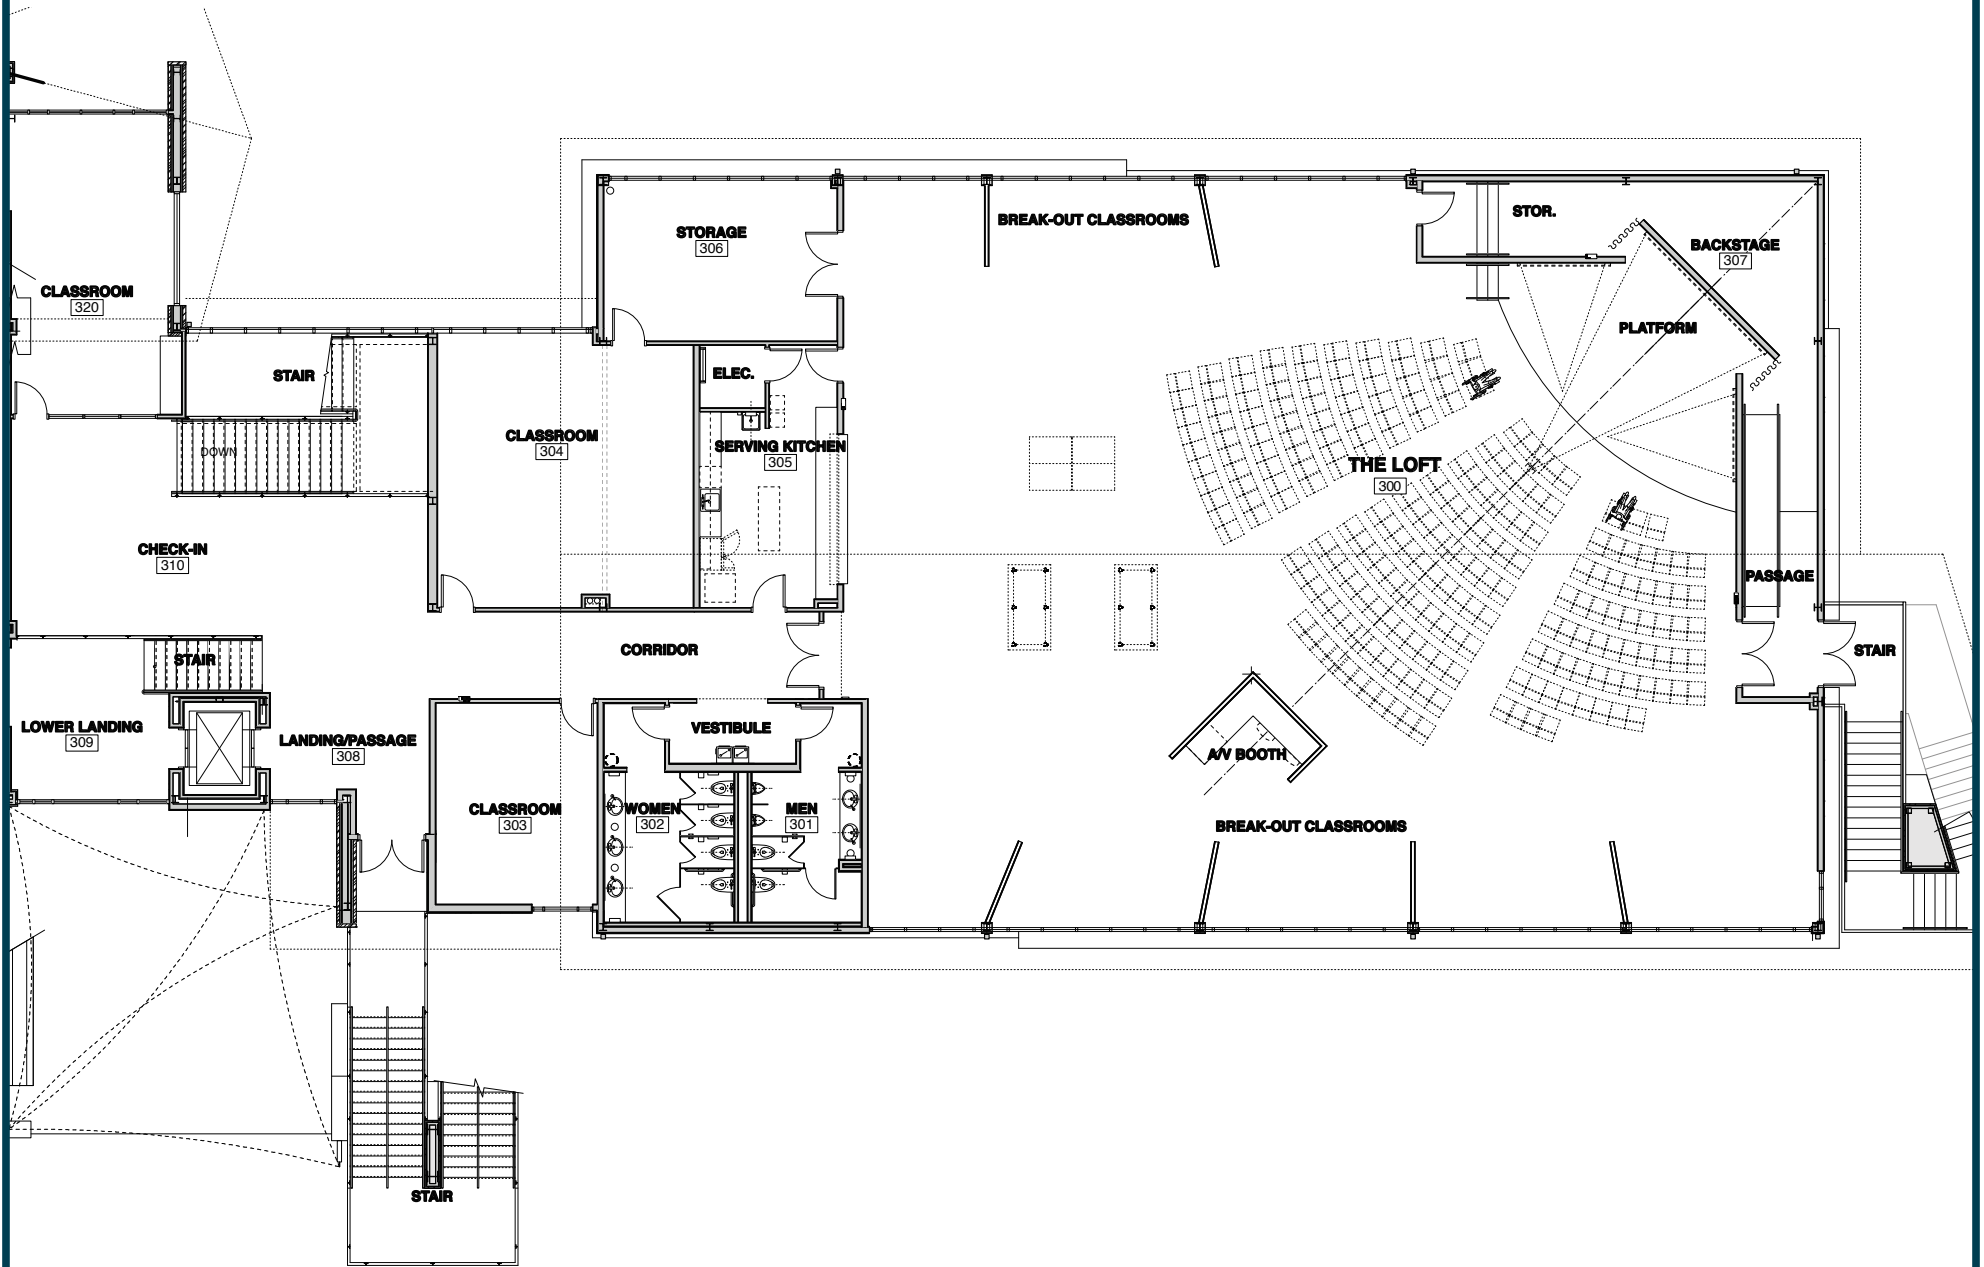 BREAK-OUT CLASSROOMS
STOR.
STORAGE
306
BACKSTAGE
307
CLASSROOM
320
PLATFORM
STAIR
ELEC.
CLASSROOM
304
SERVING KITCHEN
305
DOWN
THE LOFT
300
CHECK-IN
310
PASSAGE
CORRIDOR
STAIR
STAIR
LOWER LANDING
309
LANDING/PASSAGE
308
VESTIBULE
A/V BOOTH
CLASSROOM
303
WOMEN
302
MEN
301
BREAK-OUT CLASSROOMS
STAIR